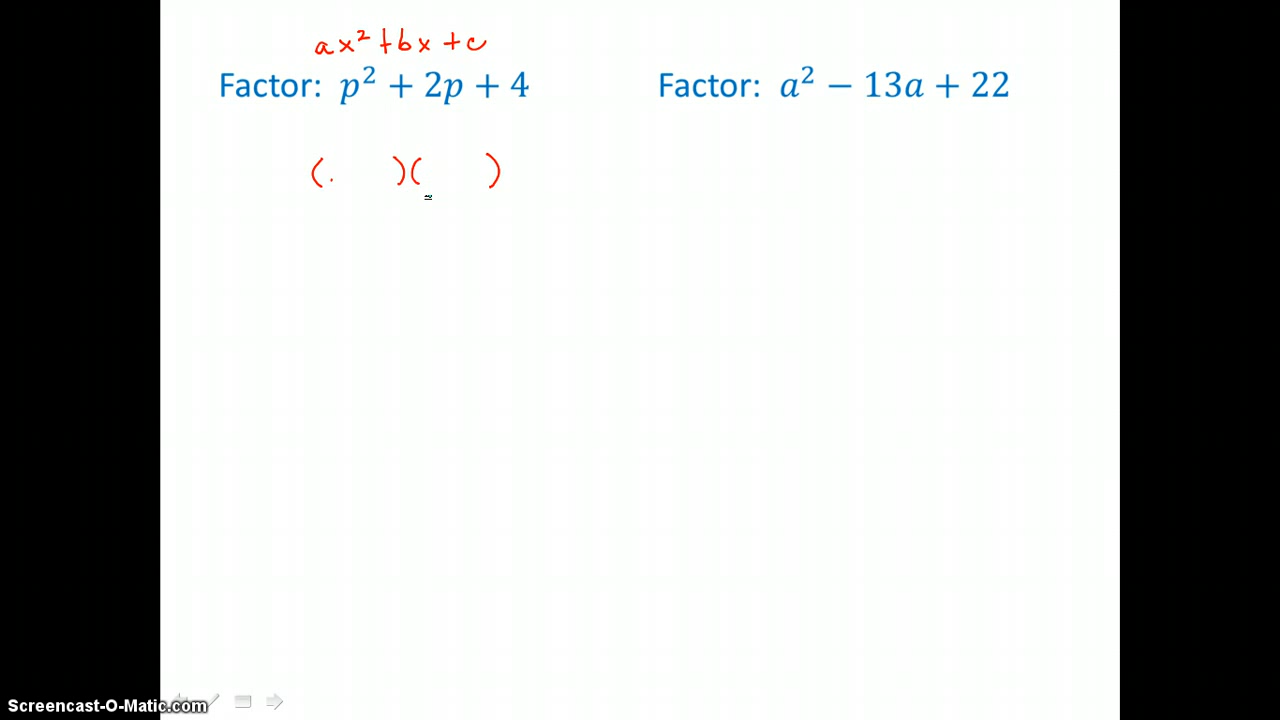 ax² + bx + c
Factor: p² + 2p + 4
Factor: a² − 13a + 22
(. )( )
Screencast-O-Matic.com